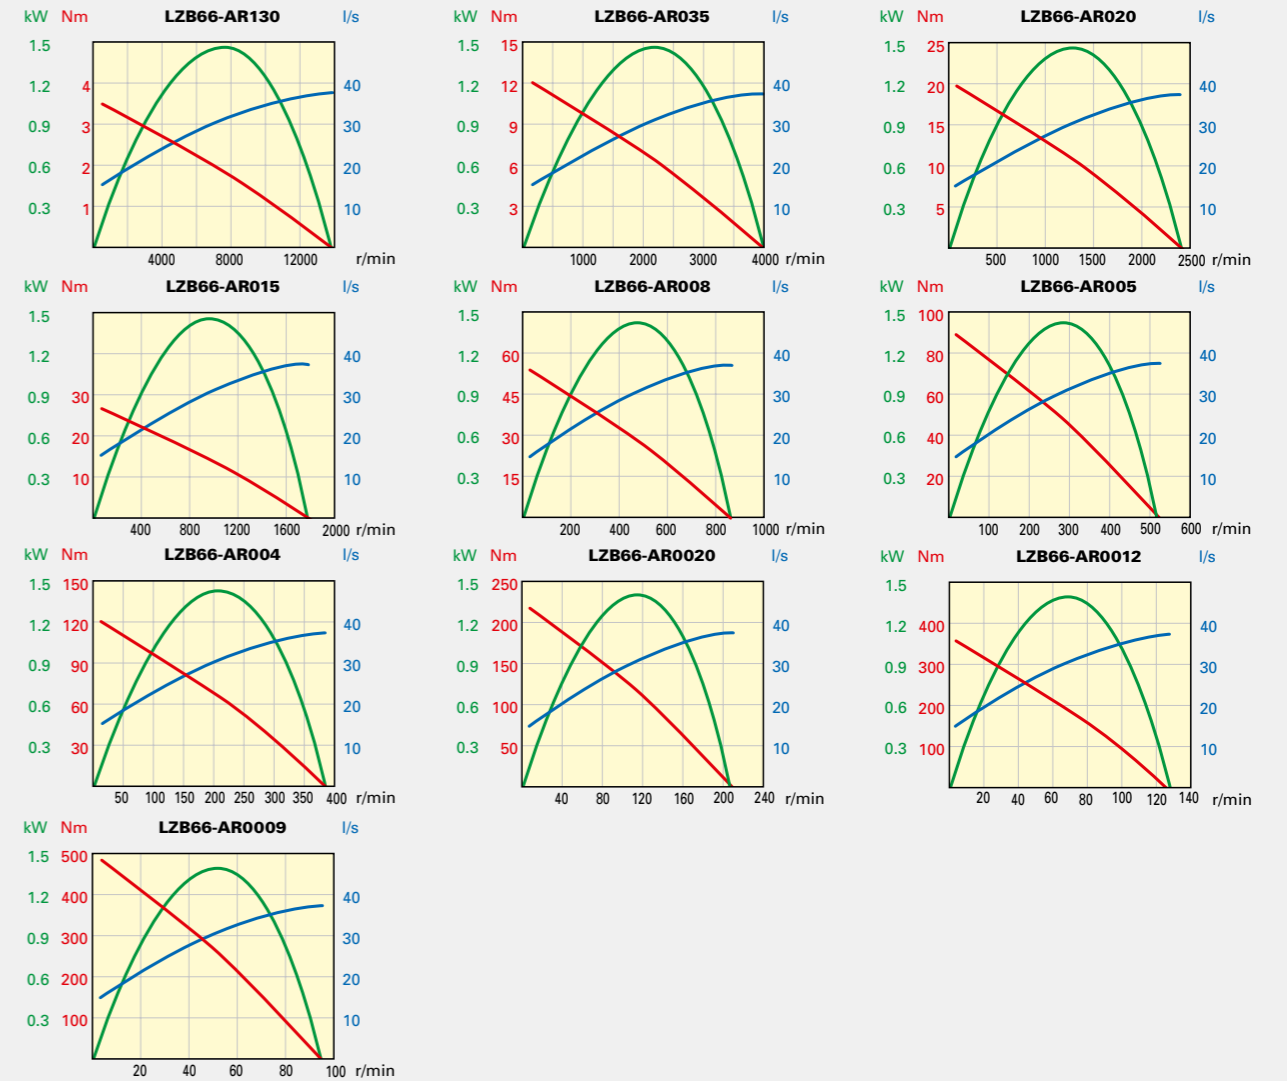 kW Nm LZB66-AR130 l/s
1.5
1.2 4 40
0.9 3 30
0.6 2 20
0.3 1 10
4000 8000 12000 r/min
kW Nm LZB66-AR035 l/s
1.5 15
1.2 12 40
0.9 9 30
0.6 6 20
0.3 3 10
1000 2000 3000 4000 r/min
kW Nm LZB66-AR020 l/s
1.5 25
1.2 20 40
0.9 15 30
0.6 10 20
0.3 5 10
500 1000 1500 2000 2500 r/min
kW Nm LZB66-AR015 l/s
1.5
1.2 40
0.9 30 30
0.6 20 20
0.3 10 10
400 800 1200 1600 2000 r/min
kW Nm LZB66-AR008 l/s
1.5
1.2 60 40
0.9 45 30
0.6 30 20
0.3 15 10
200 400 600 800 1000 r/min
kW Nm LZB66-AR005 l/s
1.5 100
1.2 80 40
0.9 60 30
0.6 40 20
0.3 20 10
100 200 300 400 500 600 r/min
kW Nm LZB66-AR004 l/s
1.5 150
1.2 120 40
0.9 90 30
0.6 60 20
0.3 30 10
50 100 150 200 250 300 350 400 r/min
kW Nm LZB66-AR0020 l/s
1.5 250
1.2 200 40
0.9 150 30
0.6 100 20
0.3 50 10
40 80 120 160 200 240 r/min
kW Nm LZB66-AR0012 l/s
1.5
1.2 400 40
0.9 300 30
0.6 200 20
0.3 100 10
20 40 60 80 100 120 140 r/min
kW Nm LZB66-AR0009 l/s
1.5 500
1.2 400 40
0.9 300 30
0.6 200 20
0.3 100 10
20 40 60 80 100 r/min